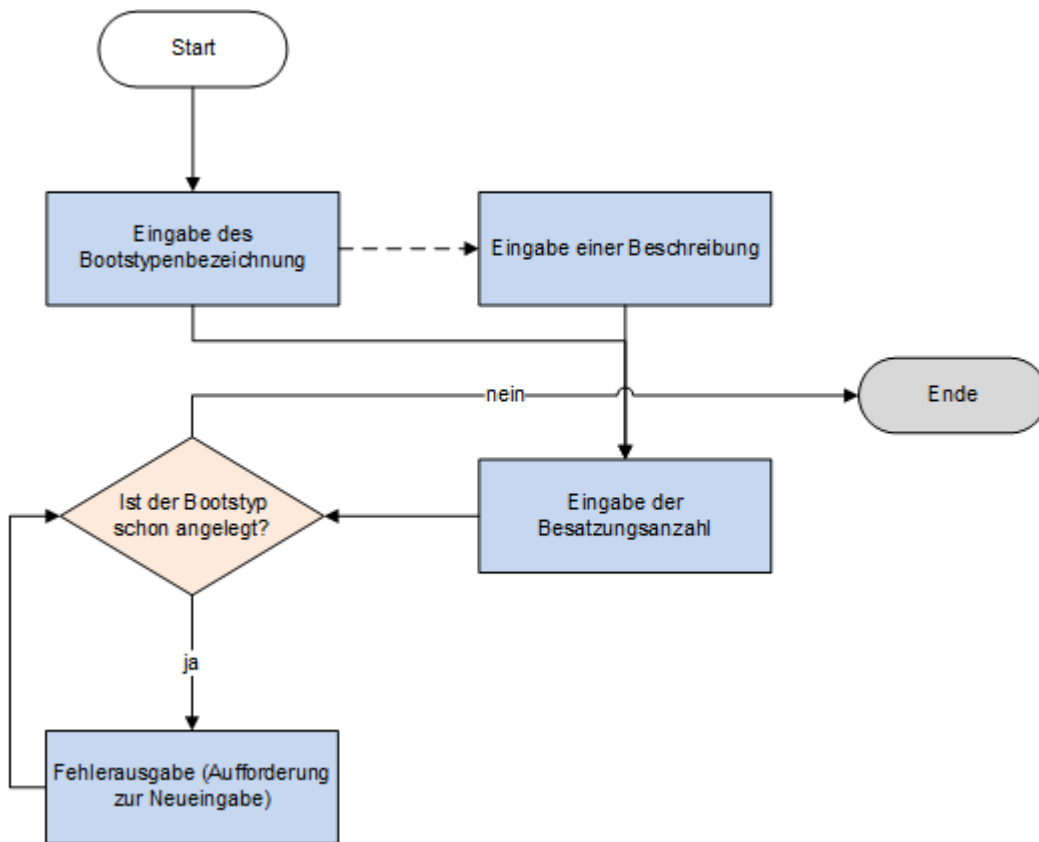 Start
Eingabe des
Bootstypenbezeichnung
Eingabe einer Beschreibung
nein
Ende
Ist der Bootstyp
schon angelegt?
Eingabe der
Besatzungsanzahl
ja
Fehlerausgabe (Aufforderung
zur Neueingabe)